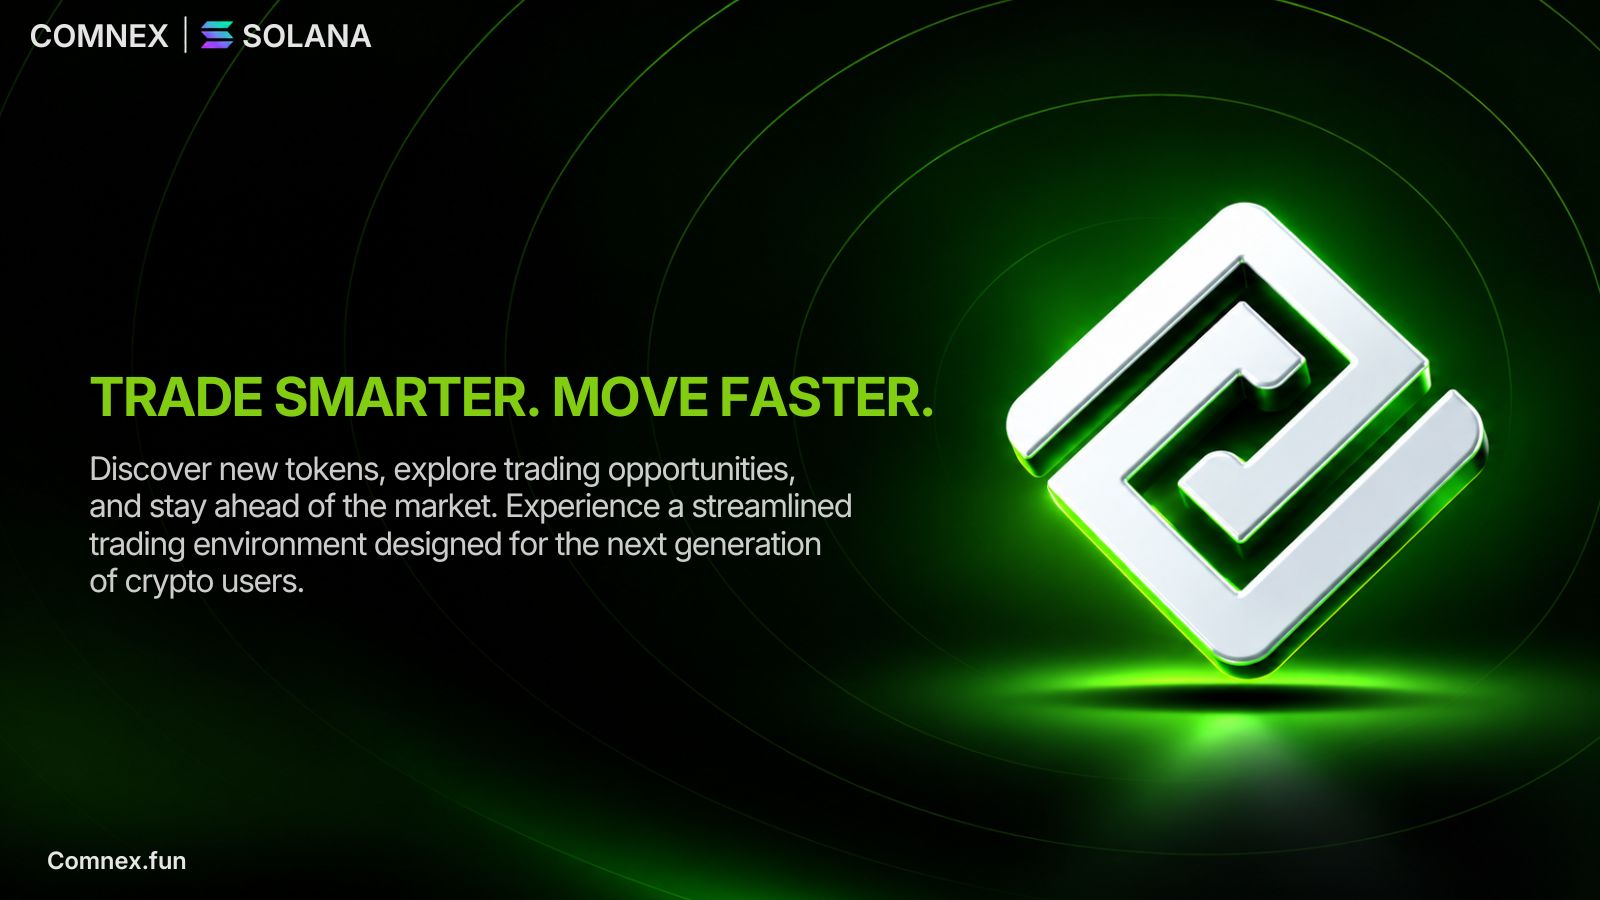 COMNEX | SOLANA
TRADE SMARTER. MOVE FASTER.
Discover new tokens, explore trading opportunities,
and stay ahead of the market. Experience a streamlined
trading environment designed for the next generation
of crypto users.
Comnex.fun